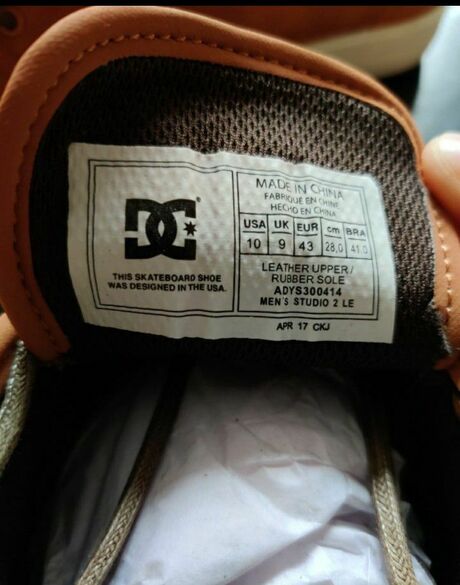 DC
THIS SKATEBOARD SHOE
WAS DESIGNED IN THE USA.
MADE IN CHINA
FABRIQUÉ EN CHINE
HECHO EN CHINA
USA UK EUR cm BRA
10 9 43 28,0 41,0
LEATHER UPPER/
RUBBER SOLE
ADYS300414
MEN'S STUDIO 2 LE
APR 17 CKJ